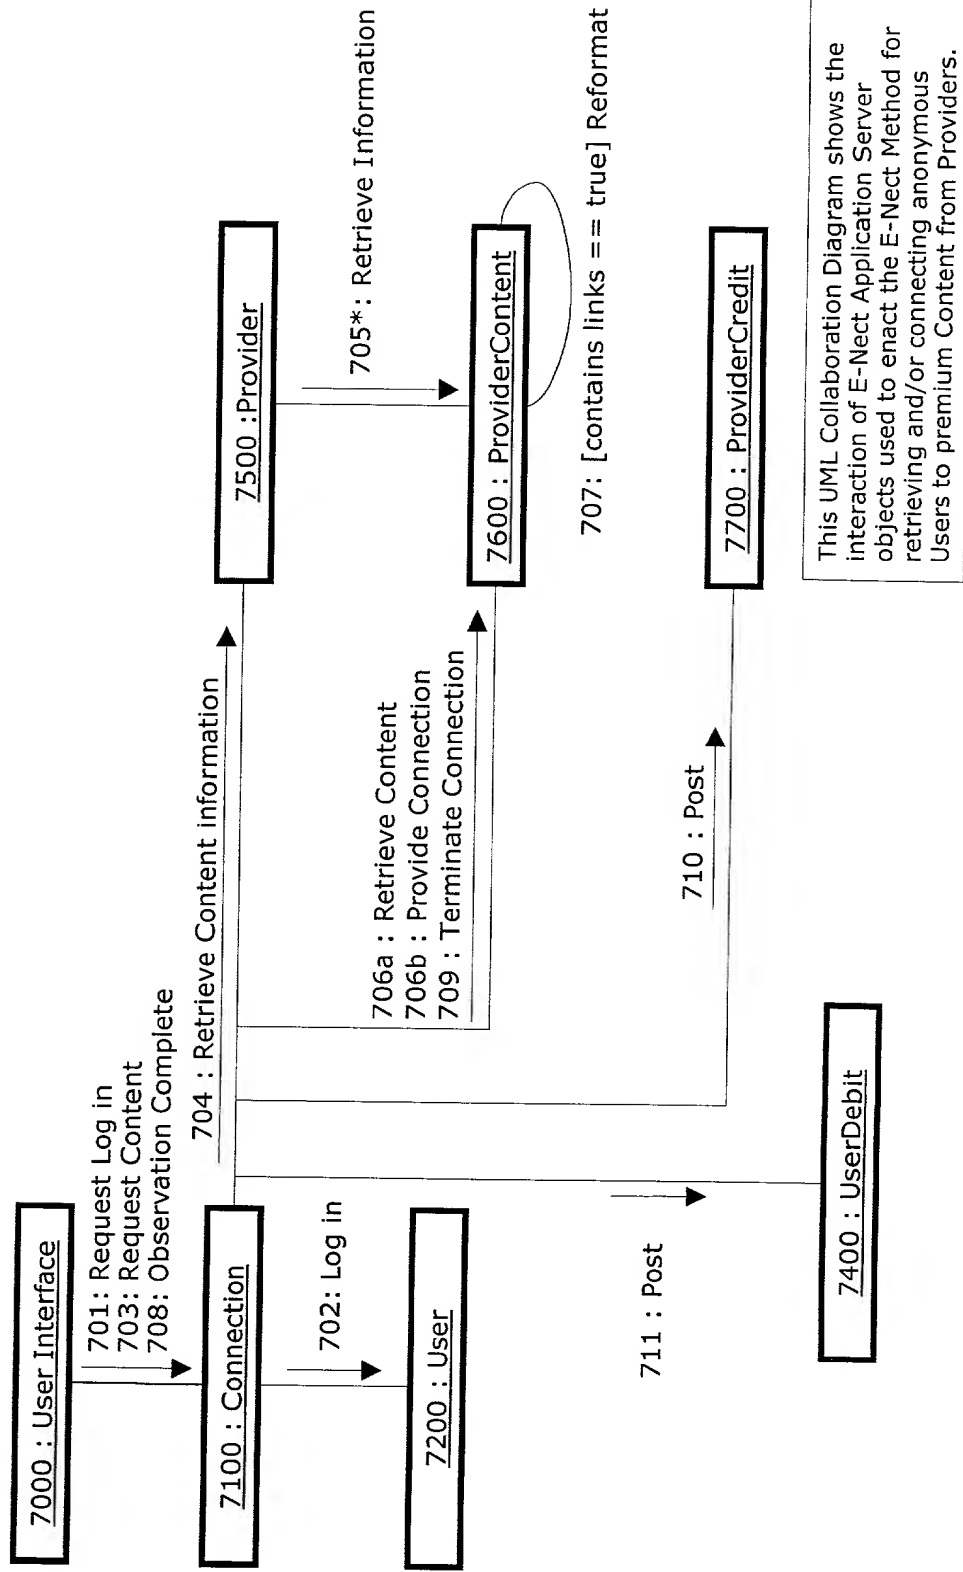 7000 : User Interface
701: Request Log in
703: Request Content
708: Observation Complete
7100 : Connection
702: Log in
7200 : User
704 : Retrieve Content information
7500 :Provider
705*: Retrieve Information
706a : Retrieve Content
706b : Provide Connection
709 : Terminate Connection
7600 : ProviderContent
707: [contains links == true] Reformat
710 : Post
7700 : ProviderCredit
711 : Post
7400 : UserDebit
This UML Collaboration Diagram shows the
interaction of E-Nect Application Server
objects used to enact the E-Nect Method for
retrieving and/or connecting anonymous
Users to premium Content from Providers.